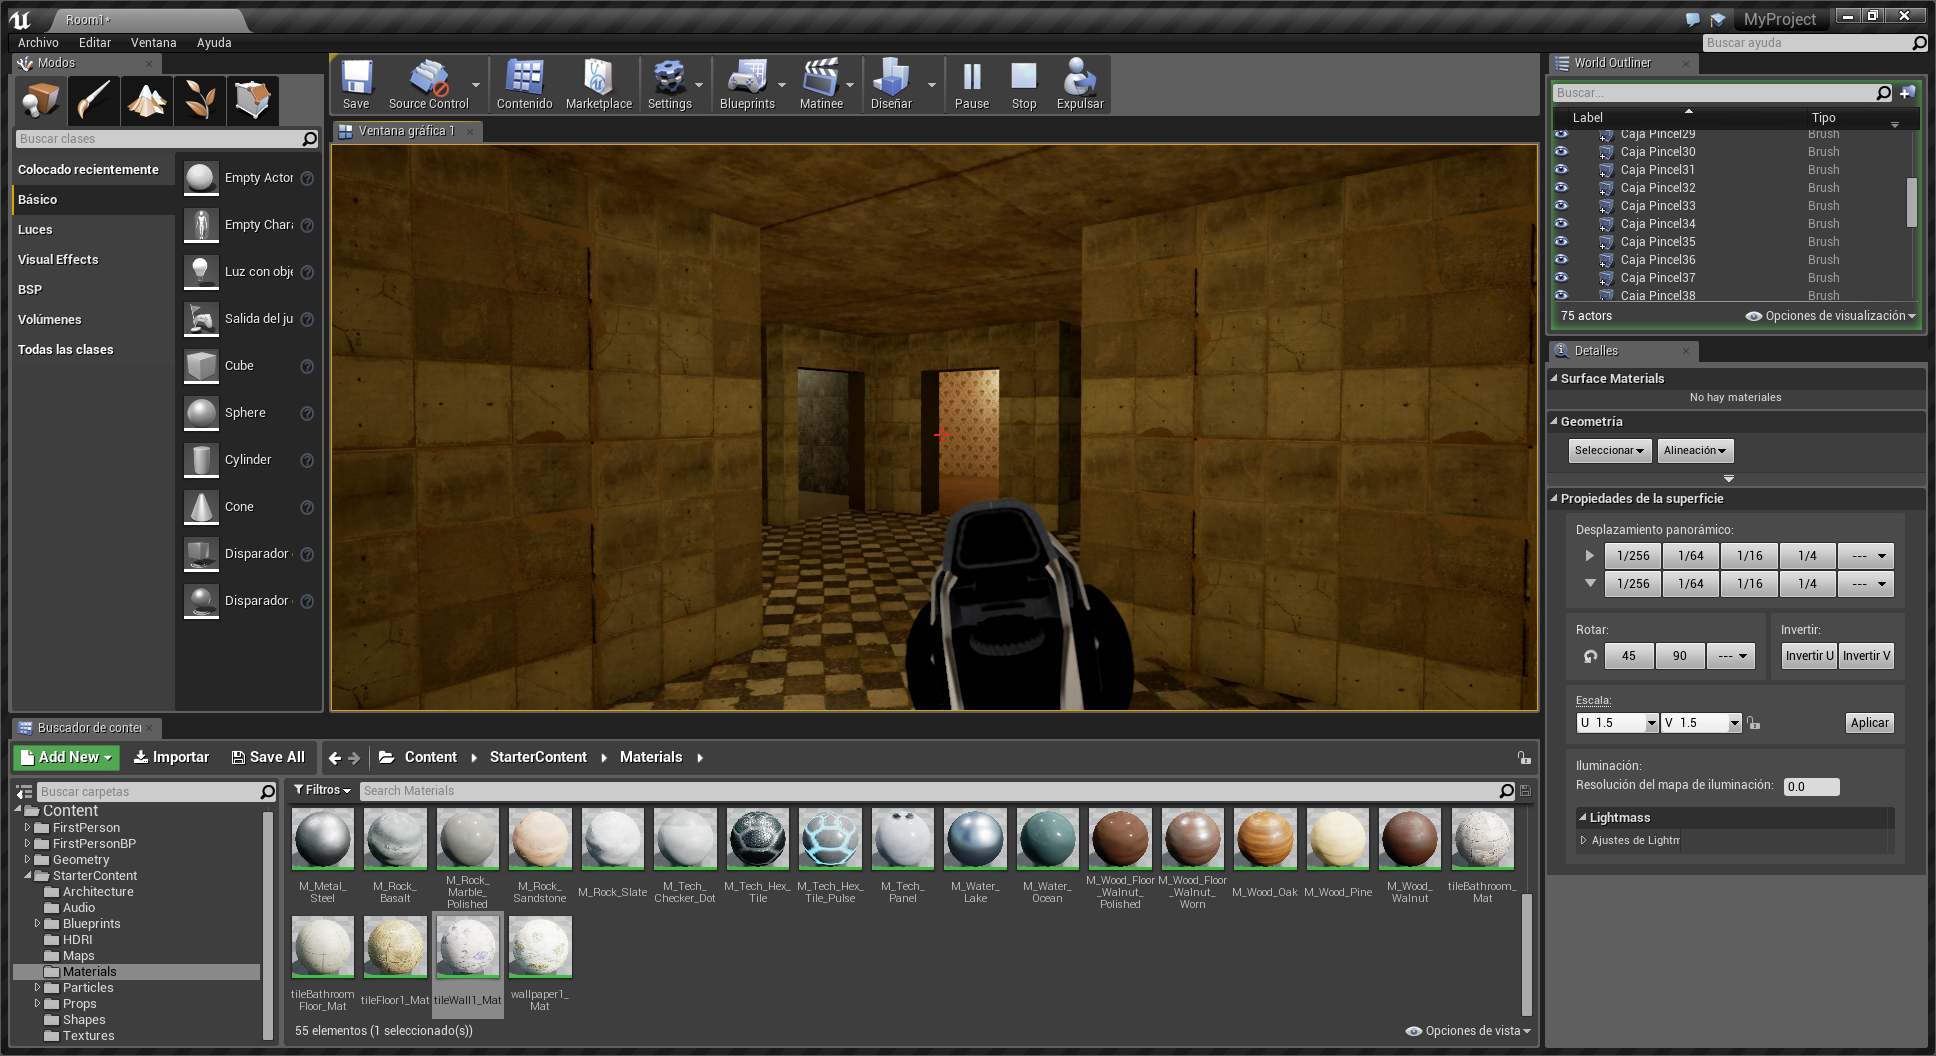 Room1*
MyProject
Archivo Editar Ventana Ayuda
Buscar ayuda
Modos
Buscar clases
Colocado recientemente
Básico
Luces
Visual Effects
BSP
Volúmenes
Todas las clases
Empty Actor
Empty Chara
Luz con obje
Salida del ju
Cube
Sphere
Cylinder
Cone
Disparador
Disparador
Save
Source Control
Contenido
Marketplace
Settings
Blueprints
Matinee
Diseñar
Pause
Stop
Expulsar
Ventana gráfica 1
World Outliner
Buscar...
Label Tipo
Caja Pincel29 Brush
Caja Pincel30 Brush
Caja Pincel31 Brush
Caja Pincel32 Brush
Caja Pincel33 Brush
Caja Pincel34 Brush
Caja Pincel35 Brush
Caja Pincel36 Brush
Caja Pincel37 Brush
Caja Pincel38 Brush
75 actors Opciones de visualización
Detalles
Surface Materials
No hay materiales
Geometría
Seleccionar Alineación
Propiedades de la superficie
Desplazamiento panorámico:
1/256 1/64 1/16 1/4 ---
1/256 1/64 1/16 1/4 ---
Rotar: Invertir:
45 90 --- Invertir U Invertir V
Escala:
U 1.5 V 1.5 Aplicar
Iluminación:
Resolución del mapa de iluminación: 0.0
Lightmass
Ajustes de Lightm
Buscador de conter
Add New Importar Save All Content StarterContent Materials
Buscar carpetas
Content
FirstPerson
FirstPersonBP
Geometry
StarterContent
Architecture
Audio
Blueprints
HDRI
Maps
Materials
Particles
Props
Shapes
Textures
Filtros Search Materials
M_Metal_
Steel
M_Rock_
Basalt
M_Rock_
Marble_
Polished
M_Rock_
Sandstone
M_Rock_Slate
M_Tech_
Checker_Dot
M_Tech_Hex_
Tile
M_Tech_Hex_
Tile_Pulse
M_Tech_
Panel
M_Water_
Lake
M_Water_
Ocean
M_Wood_Floor
_Walnut_
Polished
M_Wood_Floor
_Walnut_
Worn
M_Wood_Oak
M_Wood_Pine
M_Wood_
Walnut
tileBathroom_
Mat
tileBathroom
Floor_Mat
tileFloor1_Mat
tileWall1_Mat
wallpaper1_
Mat
55 elementos (1 seleccionado(s)) Opciones de vista